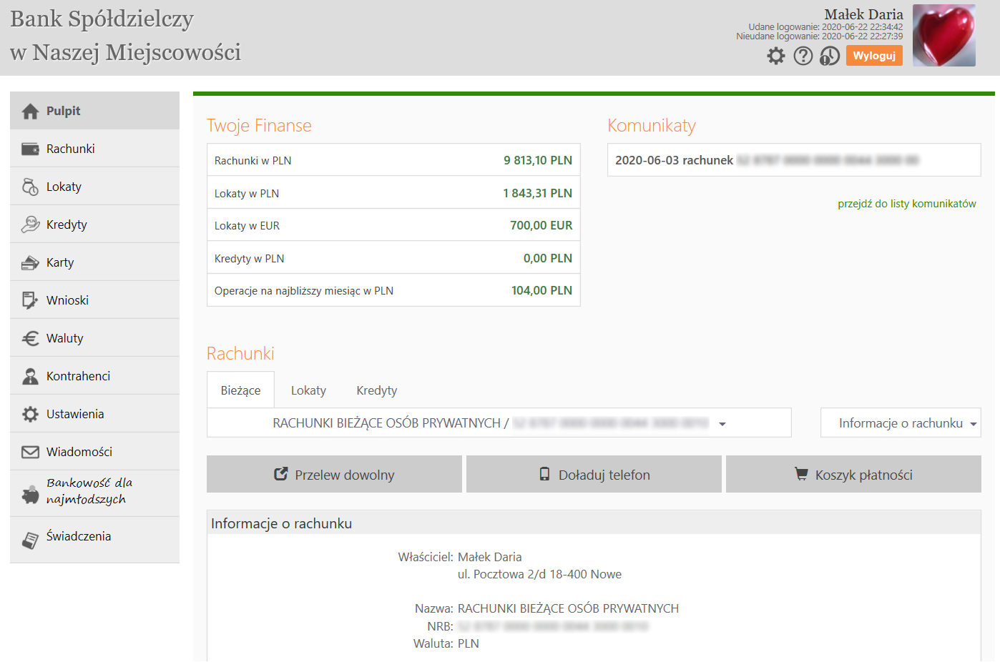 Bank Spółdzielczy
w Naszej Miejscowości
Małek Daria
Udane logowanie: 2020-06-22 22:34:42
Nieudane logowanie: 2020-06-22 22:27:39
Wyloguj
Pulpit
Rachunki
Lokaty
Kredyty
Karty
Wnioski
Waluty
Kontrahenci
Ustawienia
Wiadomości
Bankowość dla
najmłodszych
Świadczenia
Twoje Finanse
Rachunki w PLN 9 813,10 PLN
Lokaty w PLN 1 843,31 PLN
Lokaty w EUR 700,00 EUR
Kredyty w PLN 0,00 PLN
Operacje na najbliższy miesiąc w PLN 104,00 PLN
Komunikaty
2020-06-03 rachunek
przejdź do listy komunikatów
Rachunki
Bieżące Lokaty Kredyty
RACHUNKI BIEŻĄCE OSÓB PRYWATNYCH /
Informacje o rachunku
Przelew dowolny Doładuj telefon Koszyk płatności
Informacje o rachunku
Właściciel: Małek Daria
ul. Pocztowa 2/d 18-400 Nowe
Nazwa: RACHUNKI BIEŻĄCE OSÓB PRYWATNYCH
NRB:
Waluta: PLN